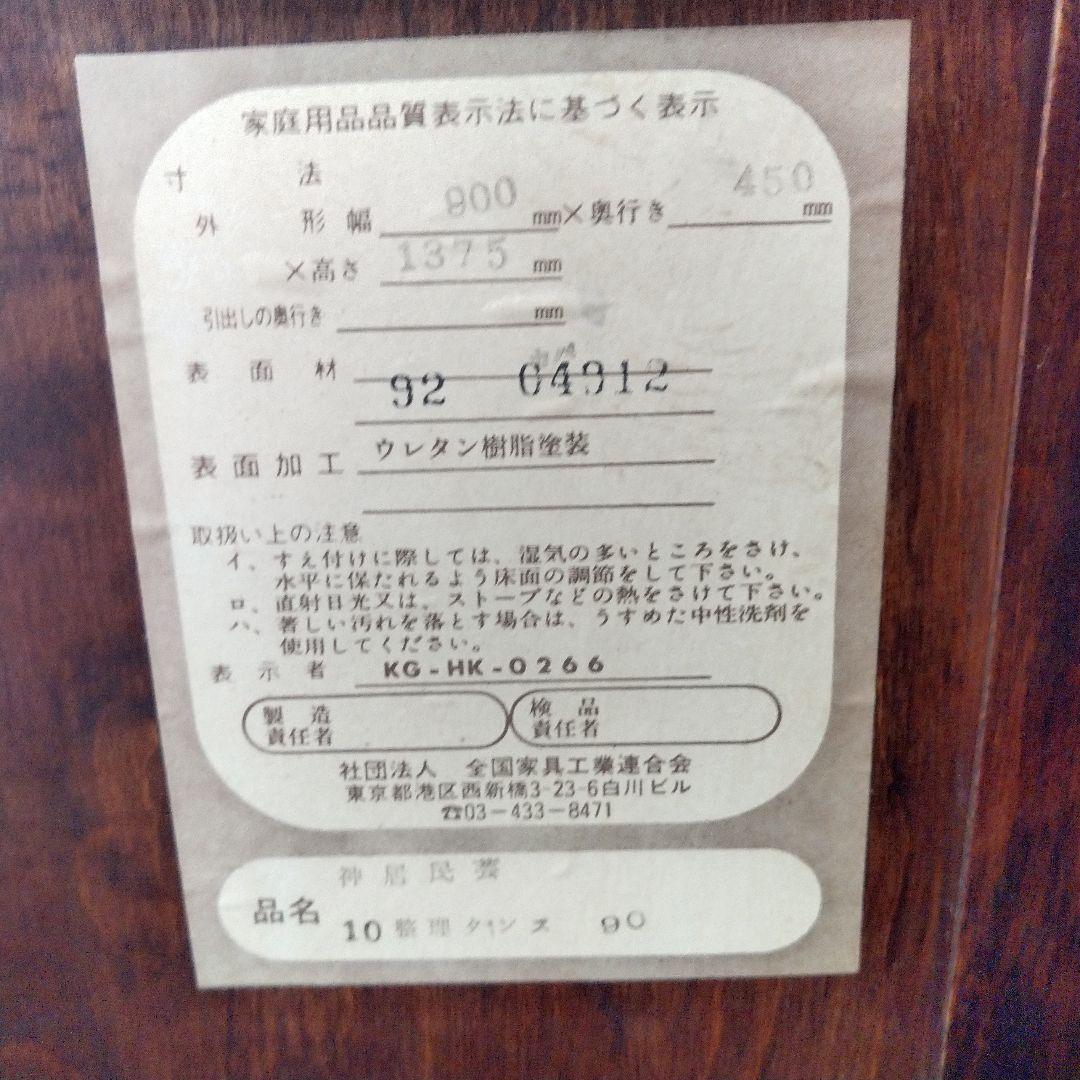 家庭用品品質表示法に基づく表示
寸法
外形 幅 900 mm×奥行き 450 mm
×高さ 1375 mm
引出しの奥行き mm
表面材
92 64912
表面加工 ウレタン樹脂塗装
取扱い上の注意
イ、すえ付けに際しては、湿気の多いところをさけ、
水平に保たれるよう床面の調節をして下さい。
ロ、直射日光又は、ストーブなどの熱をさけて下さい。
ハ、著しい汚れを落とす場合は、うすめた中性洗剤を
使用してください。
表示者 KG-HK-0266
製造
責任者
検品
責任者
社団法人 全国家具工業連合会
東京都港区西新橋3-23-6白川ビル
☎03-433-8471
神居民芸
品名
10 整理タンス 90